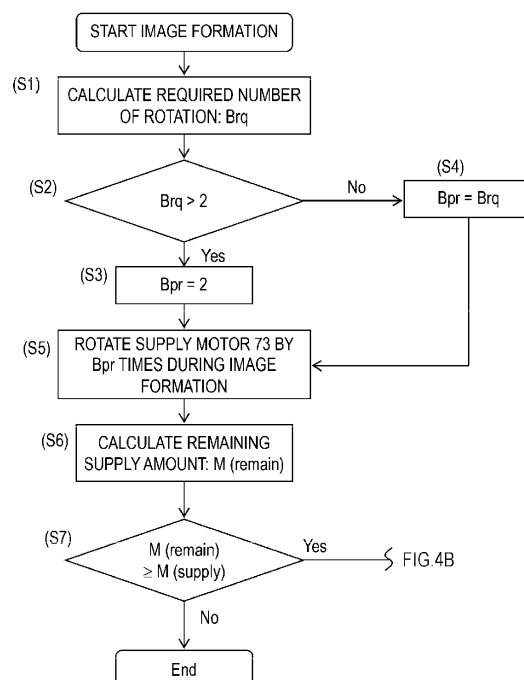 START IMAGE FORMATION
(S1)
CALCULATE REQUIRED NUMBER
OF ROTATION: Brq
(S2)
Brq > 2
No
(S4)
Bpr = Brq
Yes
(S3)
Bpr = 2
(S5)
ROTATE SUPPLY MOTOR 73 BY
Bpr TIMES DURING IMAGE
FORMATION
(S6)
CALCULATE REMAINING
SUPPLY AMOUNT: M (remain)
(S7)
M (remain)
≥ M (supply)
Yes
FIG.4B
No
End